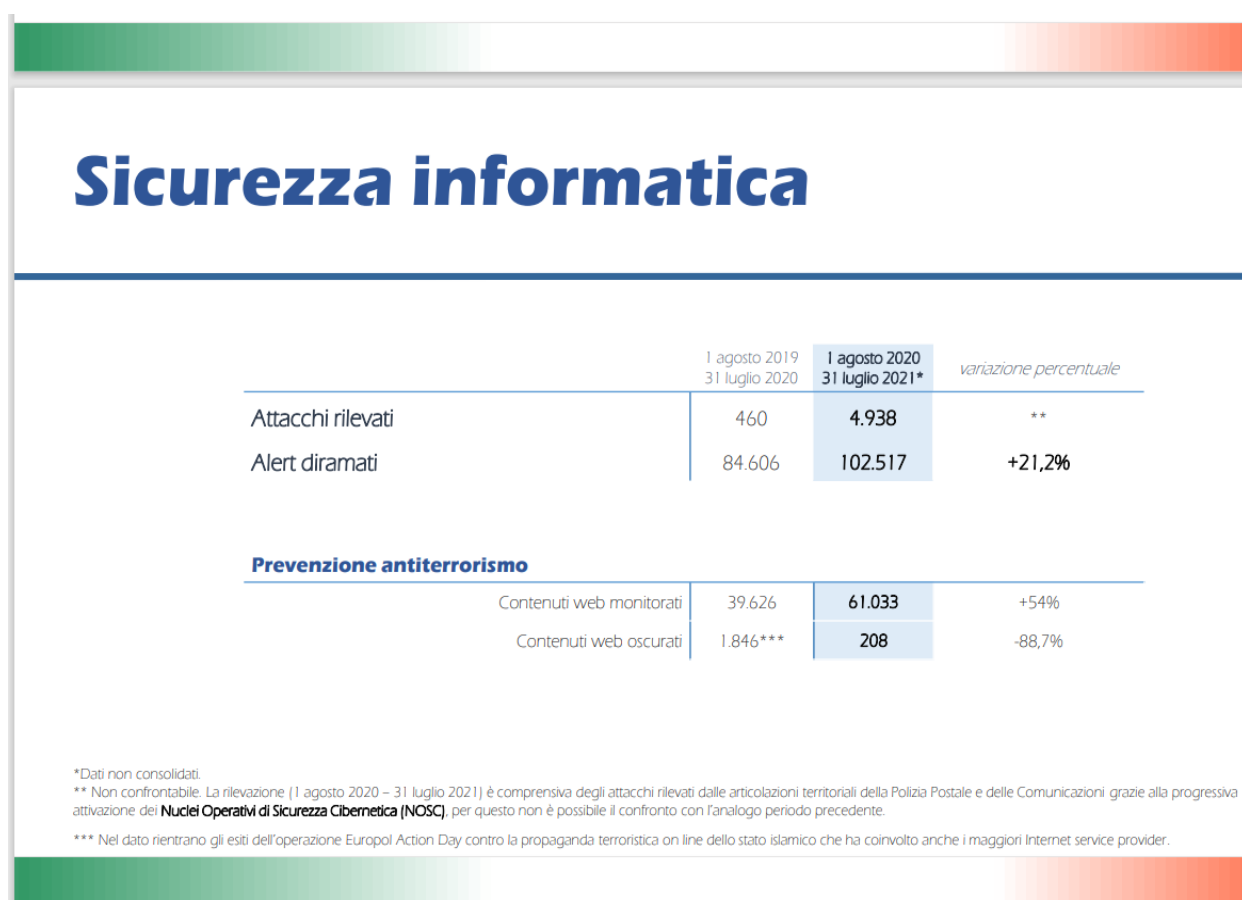 Sicurezza informatica
1 agosto 2019
31 luglio 2020
1 agosto 2020
31 luglio 2021*
variazione percentuale
Attacchi rilevati 460 4.938 **
Alert diramati 84.606 102.517 +21,2%
Prevenzione antiterrorismo
Contenuti web monitorati 39.626 61.033 +54%
Contenuti web oscurati 1.846*** 208 -88,7%
*Dati non consolidati.
** Non confrontabile. La rilevazione (1 agosto 2020 – 31 luglio 2021) è comprensiva degli attacchi rilevati dalle articolazioni territoriali della Polizia Postale e delle Comunicazioni grazie alla progressiva
attivazione dei Nuclei Operativi di Sicurezza Cibernetica (NOSC), per questo non è possibile il confronto con l'analogo periodo precedente.
*** Nel dato rientrano gli esiti dell'operazione Europol Action Day contro la propaganda terroristica on line dello stato islamico che ha coinvolto anche i maggiori Internet service provider.